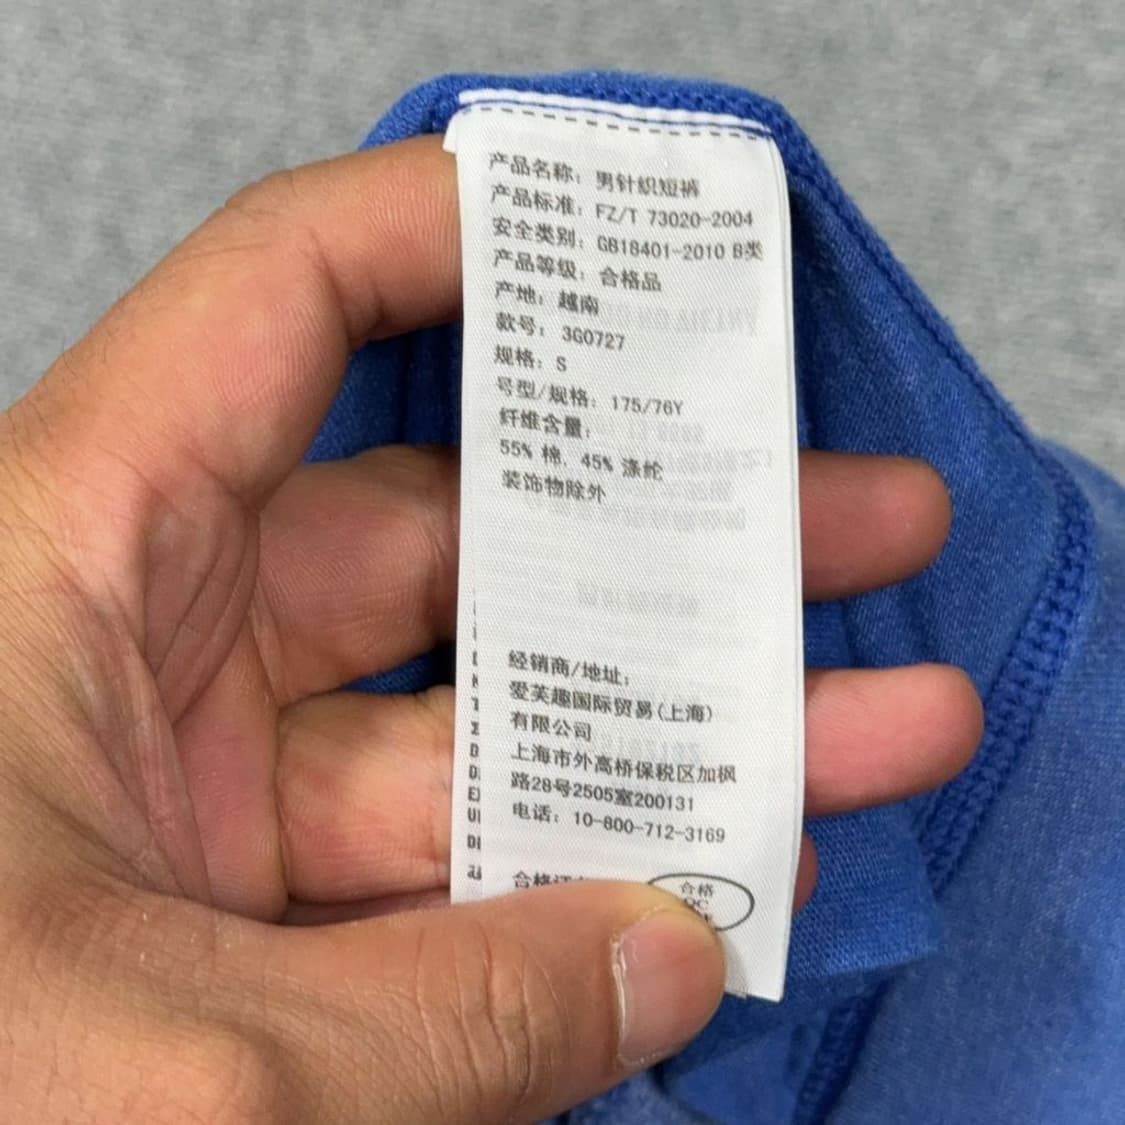 产品名称: 男针织短裤
产品标准: FZ/T 73020-2004
安全类别: GB18401-2010 B类
产品等级: 合格品
产地: 越南
款号: 3G0727
规格: S
号型/规格: 175/76Y
纤维含量:
55% 棉, 45% 涤纶
装饰物除外
经销商/地址:
爱芙趣国际贸易(上海)
有限公司
上海市外高桥保税区加枫
路28号2505室200131
电话: 10-800-712-3169
合格
QC